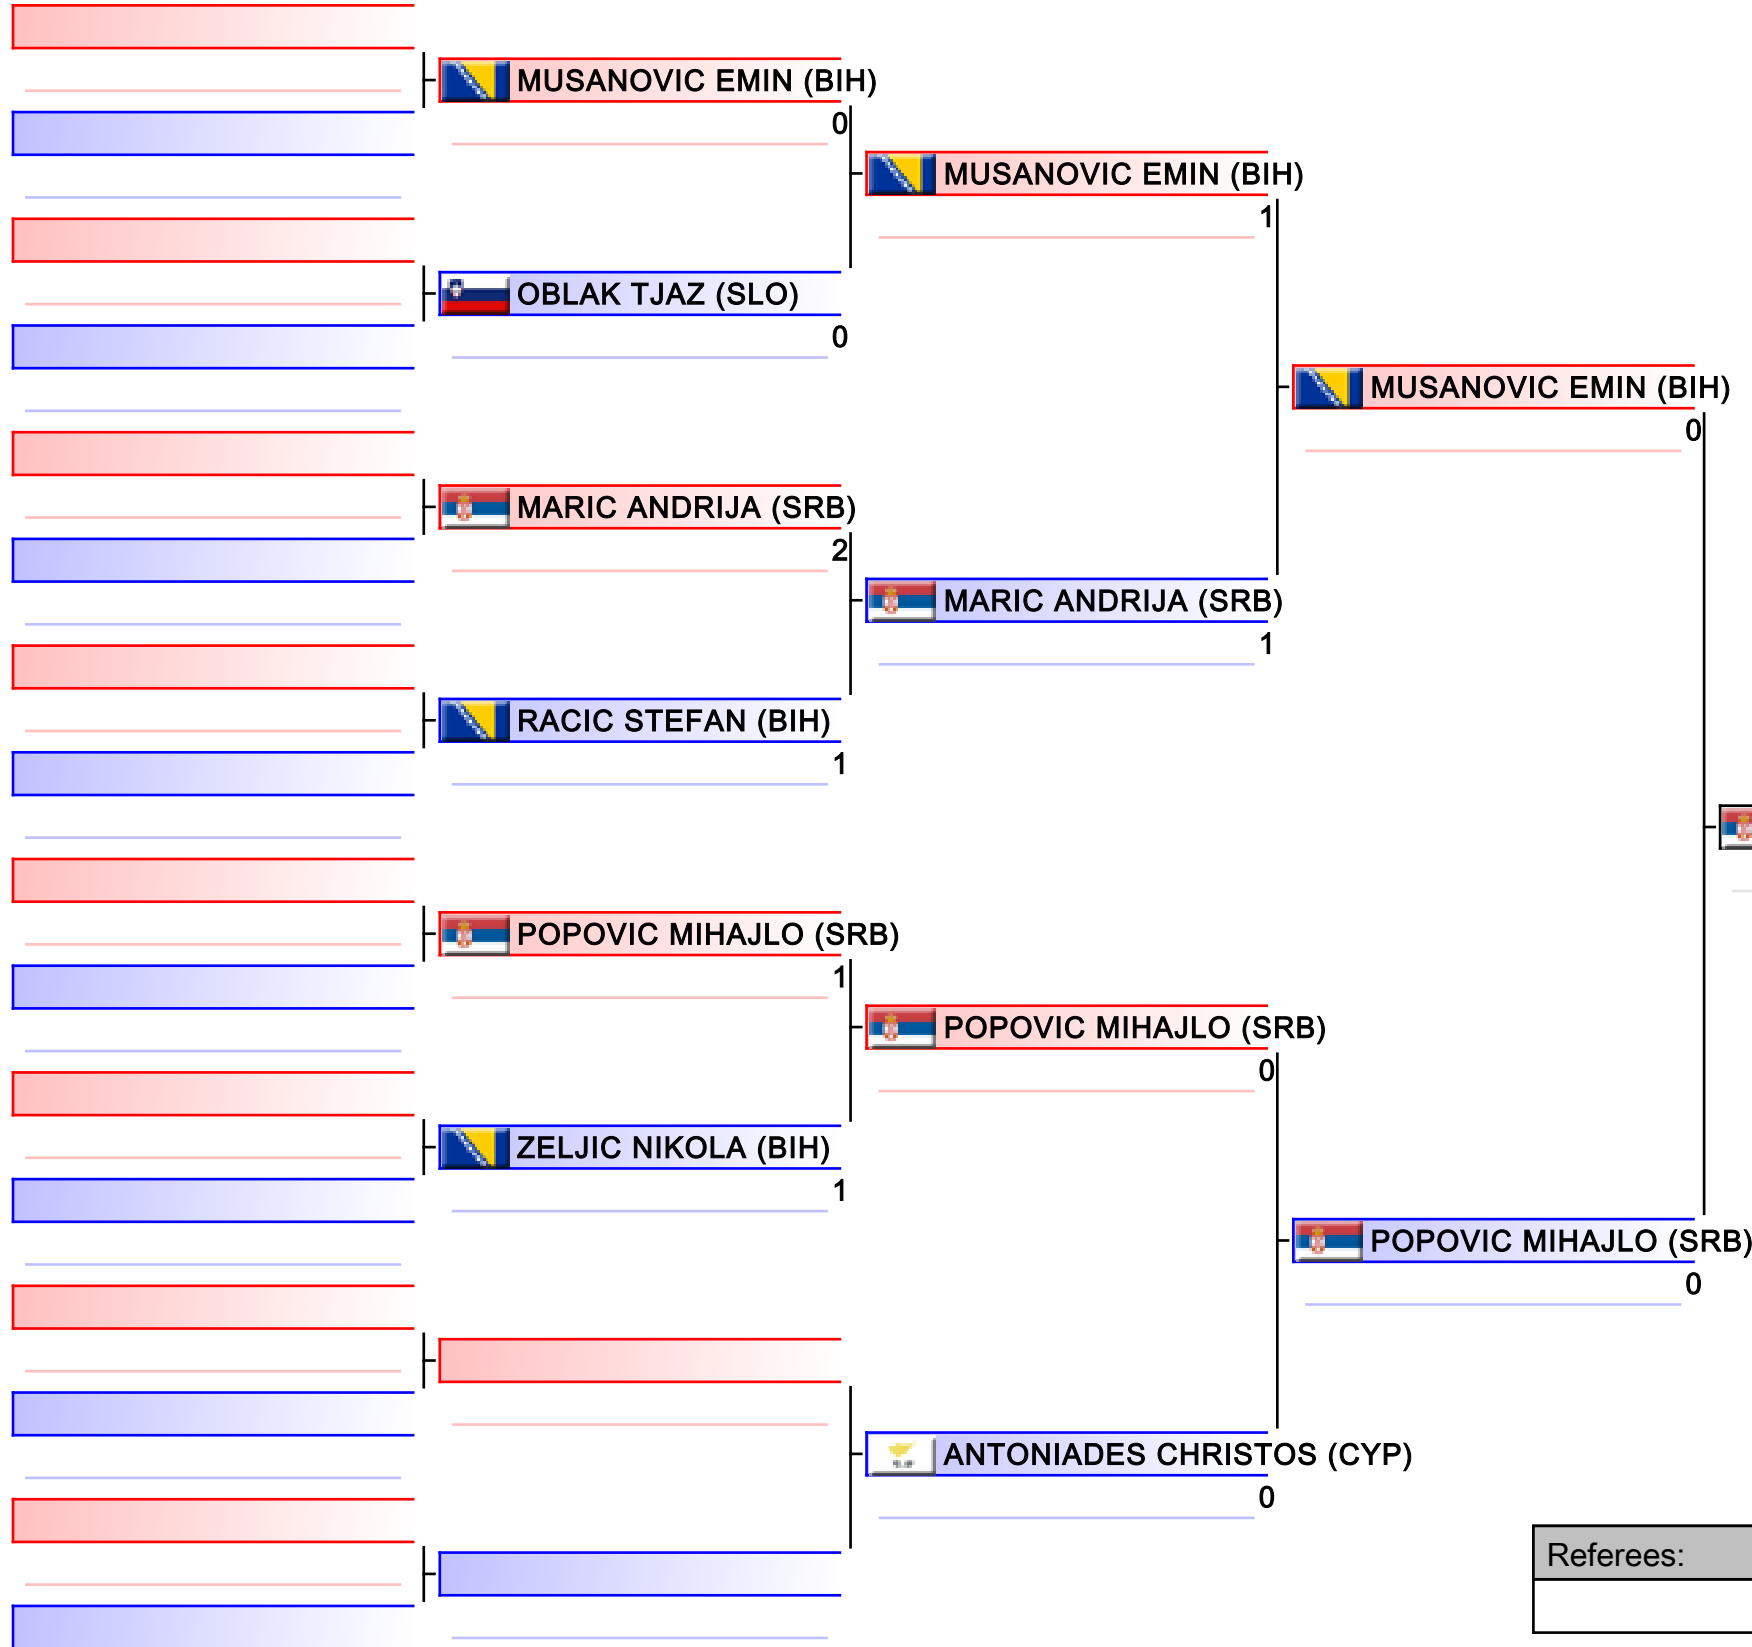 MUSANOVIC EMIN (BIH)
0
MUSANOVIC EMIN (BIH)
1
OBLAK TJAZ (SLO)
0
MUSANOVIC EMIN (BIH)
0
MARIC ANDRIJA (SRB)
2
MARIC ANDRIJA (SRB)
1
RACIC STEFAN (BIH)
1
POPOVIC MIHAJLO (SRB)
1
POPOVIC MIHAJLO (SRB)
0
ZELJIC NIKOLA (BIH)
1
POPOVIC MIHAJLO (SRB)
0
ANTONIADES CHRISTOS (CYP)
0
Referees: